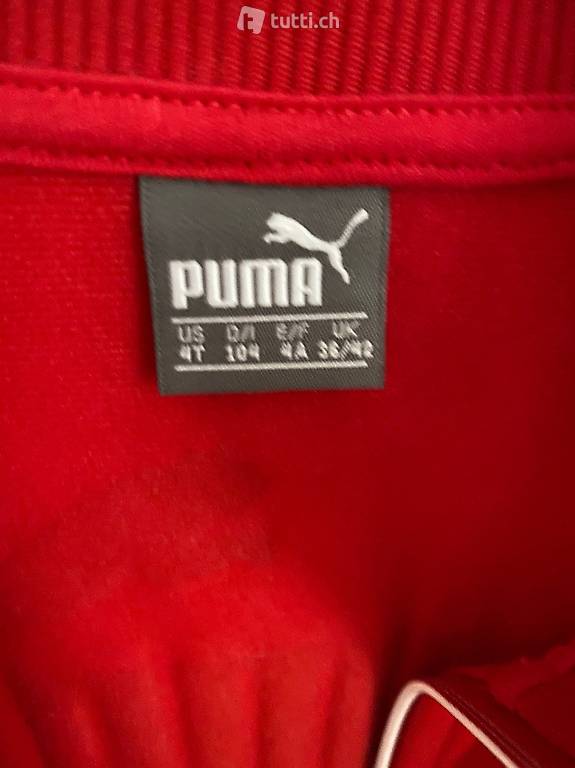 tutti.ch
PUMA
US D/I E/F UK
4T 104 4A 36/42